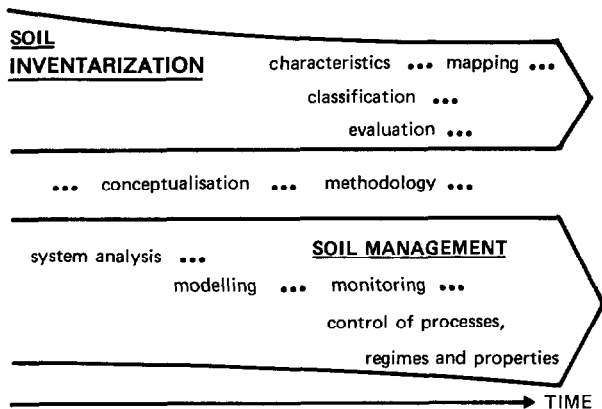 SOIL
INVENTARIZATION
characteristics ... mapping ...
classification ...
evaluation ...
... conceptualisation ... methodology ...
SOIL MANAGEMENT
system analysis ...
modelling ... monitoring ...
control of processes,
regimes and properties
TIME